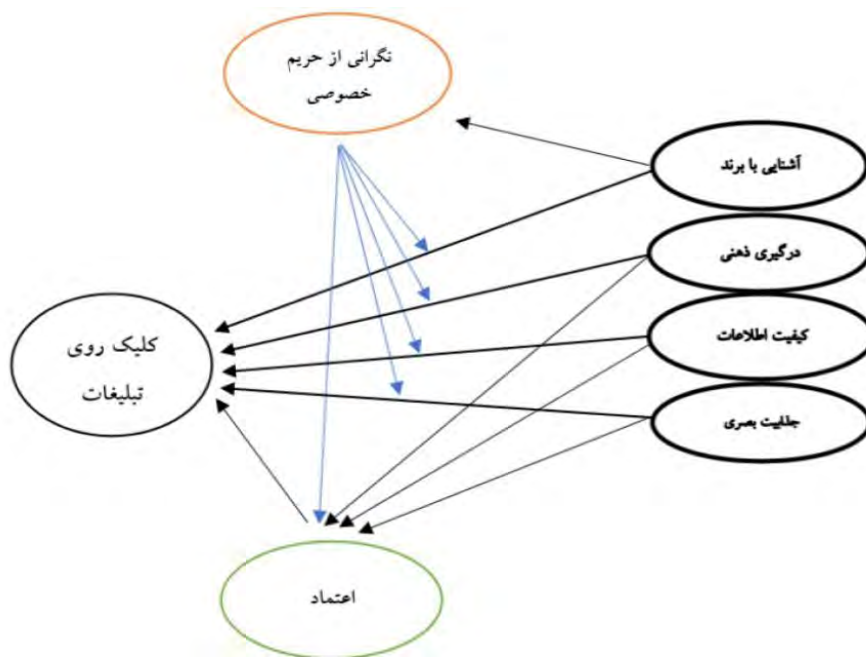 نگرانی از حریم
خصوصی
آشنایی با برند
درگیری ذهنی
کیفیت اطلاعات
جذابیت بصری
کلیک روی
تبلیغات
اعتماد